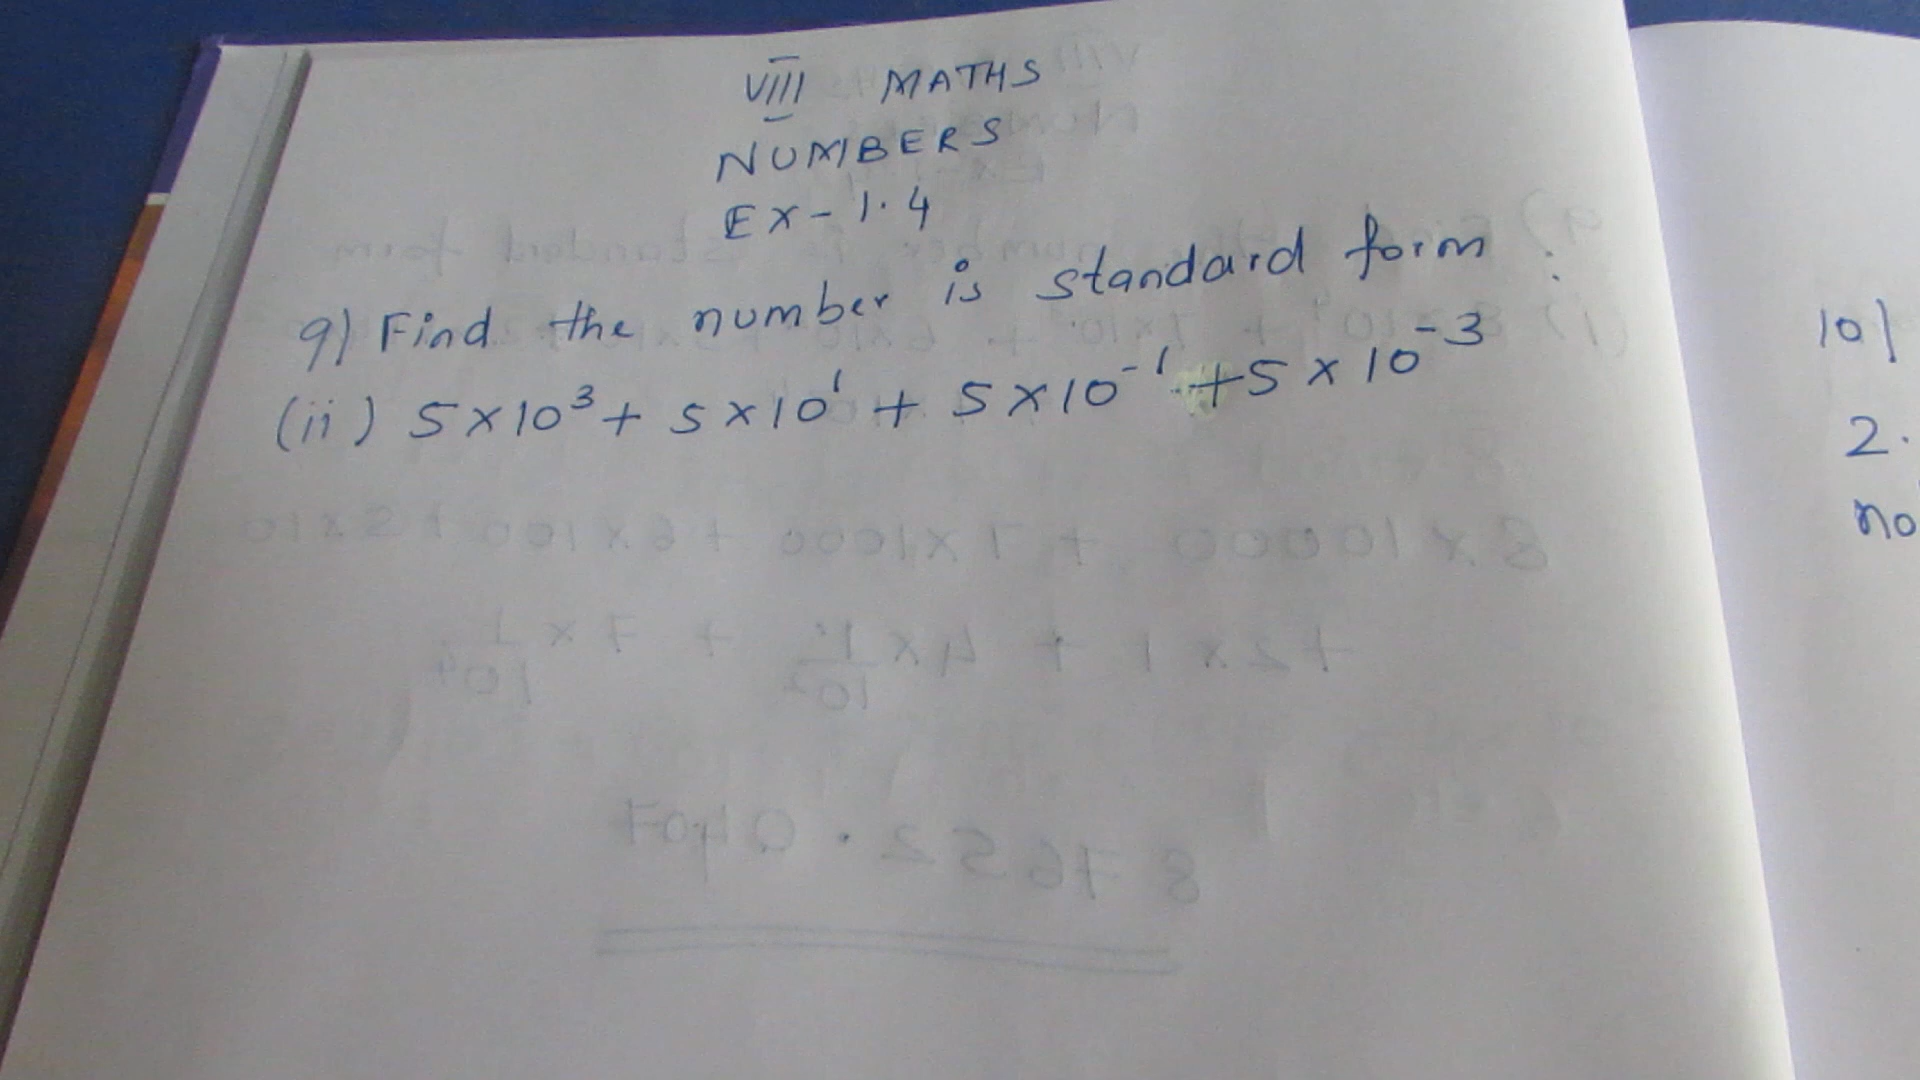 VIII MATHS
NUMBERS
EX-1.4
9) Find the number is standard form:
(ii) 5×10³+ 5×10¹ + 5×10⁻¹ +5×10⁻³
10)
2.
no